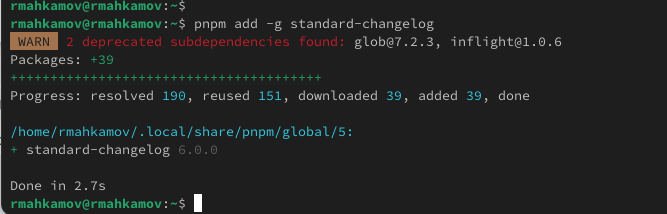 rmahkamov@rmahkamov:~$
rmahkamov@rmahkamov:~$ pnpm add -g standard-changelog
WARN 2 deprecated subdependencies found: glob@7.2.3, inflight@1.0.6
Packages: +39
+++++++++++++++++++++++++++++++++++++++
Progress: resolved 190, reused 151, downloaded 39, added 39, done
/home/rmahkamov/.local/share/pnpm/global/5:
+ standard-changelog 6.0.0
Done in 2.7s
rmahkamov@rmahkamov:~$